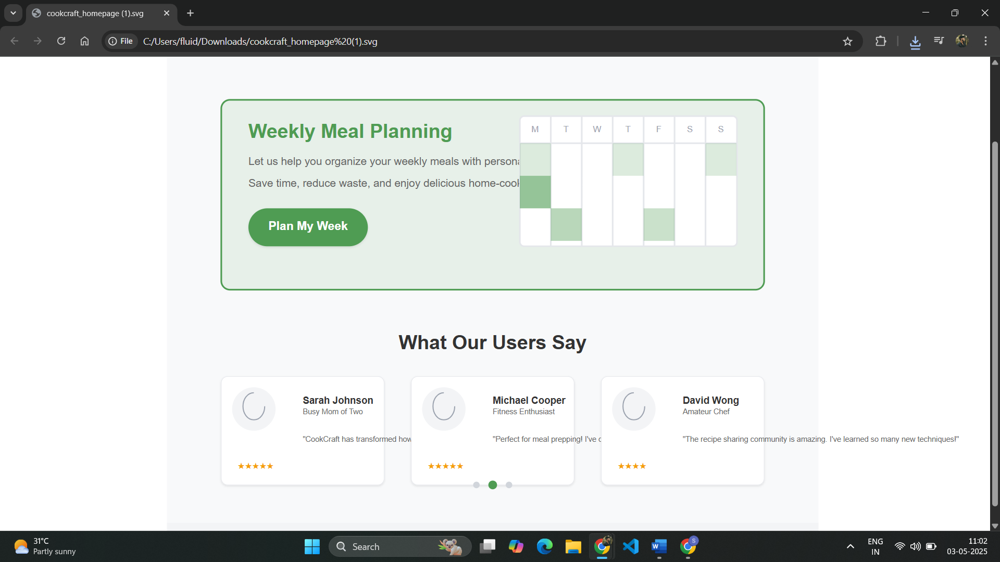 cookcraft_homepage (1).svg
File
C:/Users/fluid/Downloads/cookcraft_homepage%20(1).svg
Weekly Meal Planning
M T W T F S S
Let us help you organize your weekly meals with
Save time, reduce waste, and enjoy delicious
Plan My Week
What Our Users Say
Sarah Johnson
Busy Mom of Two
"CookCraft has transformed how
★★★★★
Michael Cooper
Fitness Enthusiast
"Perfect for meal prepping! I've
★★★★★
David Wong
Amateur Chef
"The recipe sharing community is amazing. I've learned so many new techniques!"
★★★★
31°C
Partly sunny
Search
W
S
ENG
IN
11:02
03-05-2025